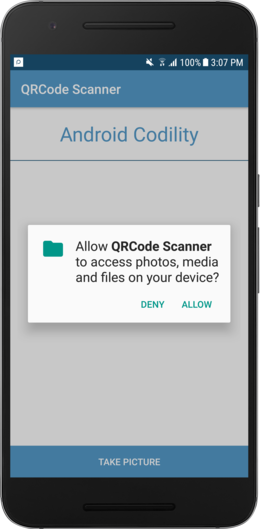 100% 3:07 PM
QRCode Scanner
Android Codility
Allow QRCode Scanner
to access photos, media
and files on your device?
DENY ALLOW
TAKE PICTURE